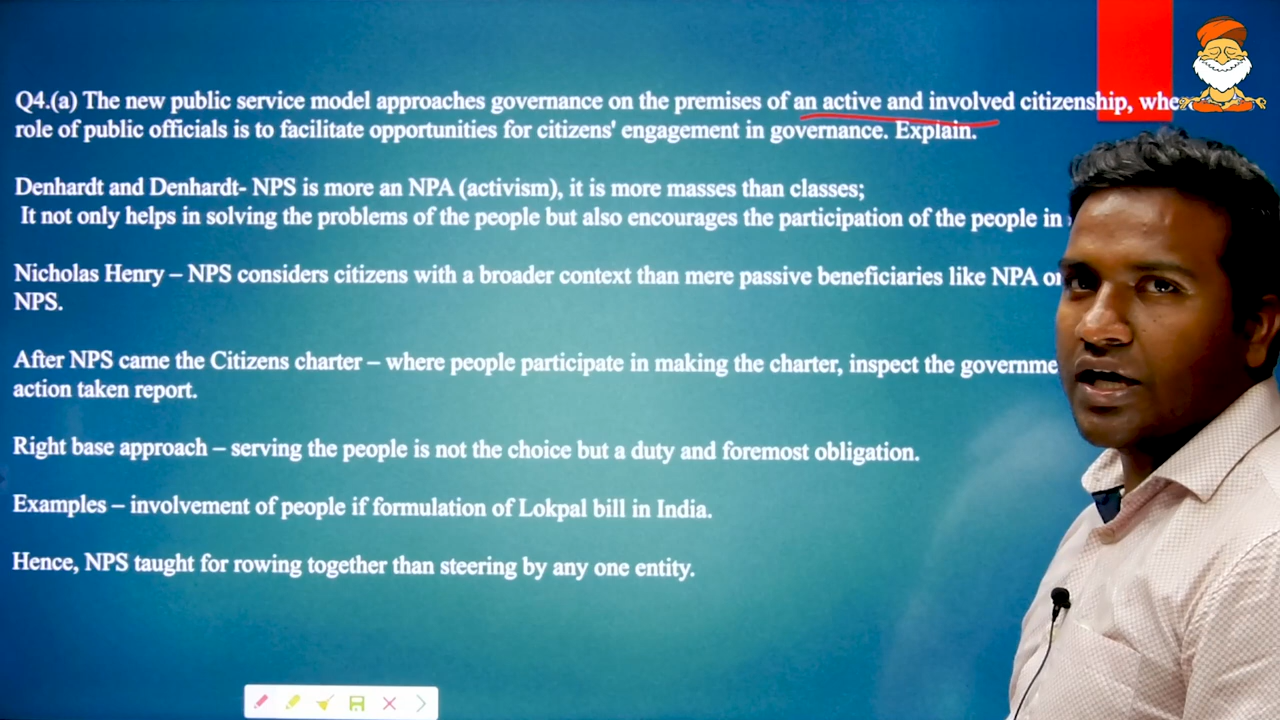 Q4.(a) The new public service model approaches governance on the premises of an active and involved citizenship,
role of public officials is to facilitate opportunities for citizens' engagement in governance. Explain.
Denhardt and Denhardt- NPS is more an NPA (activism), it is more masses than classes;
It not only helps in solving the problems of the people but also encourages the participation of the people in
Nicholas Henry – NPS considers citizens with a broader context than mere passive beneficiaries like NPA
NPS.
After NPS came the Citizens charter – where people participate in making the charter, inspect the
action taken report.
Right base approach – serving the people is not the choice but a duty and foremost obligation.
Examples – involvement of people if formulation of Lokpal bill in India.
Hence, NPS taught for rowing together than steering by any one entity.